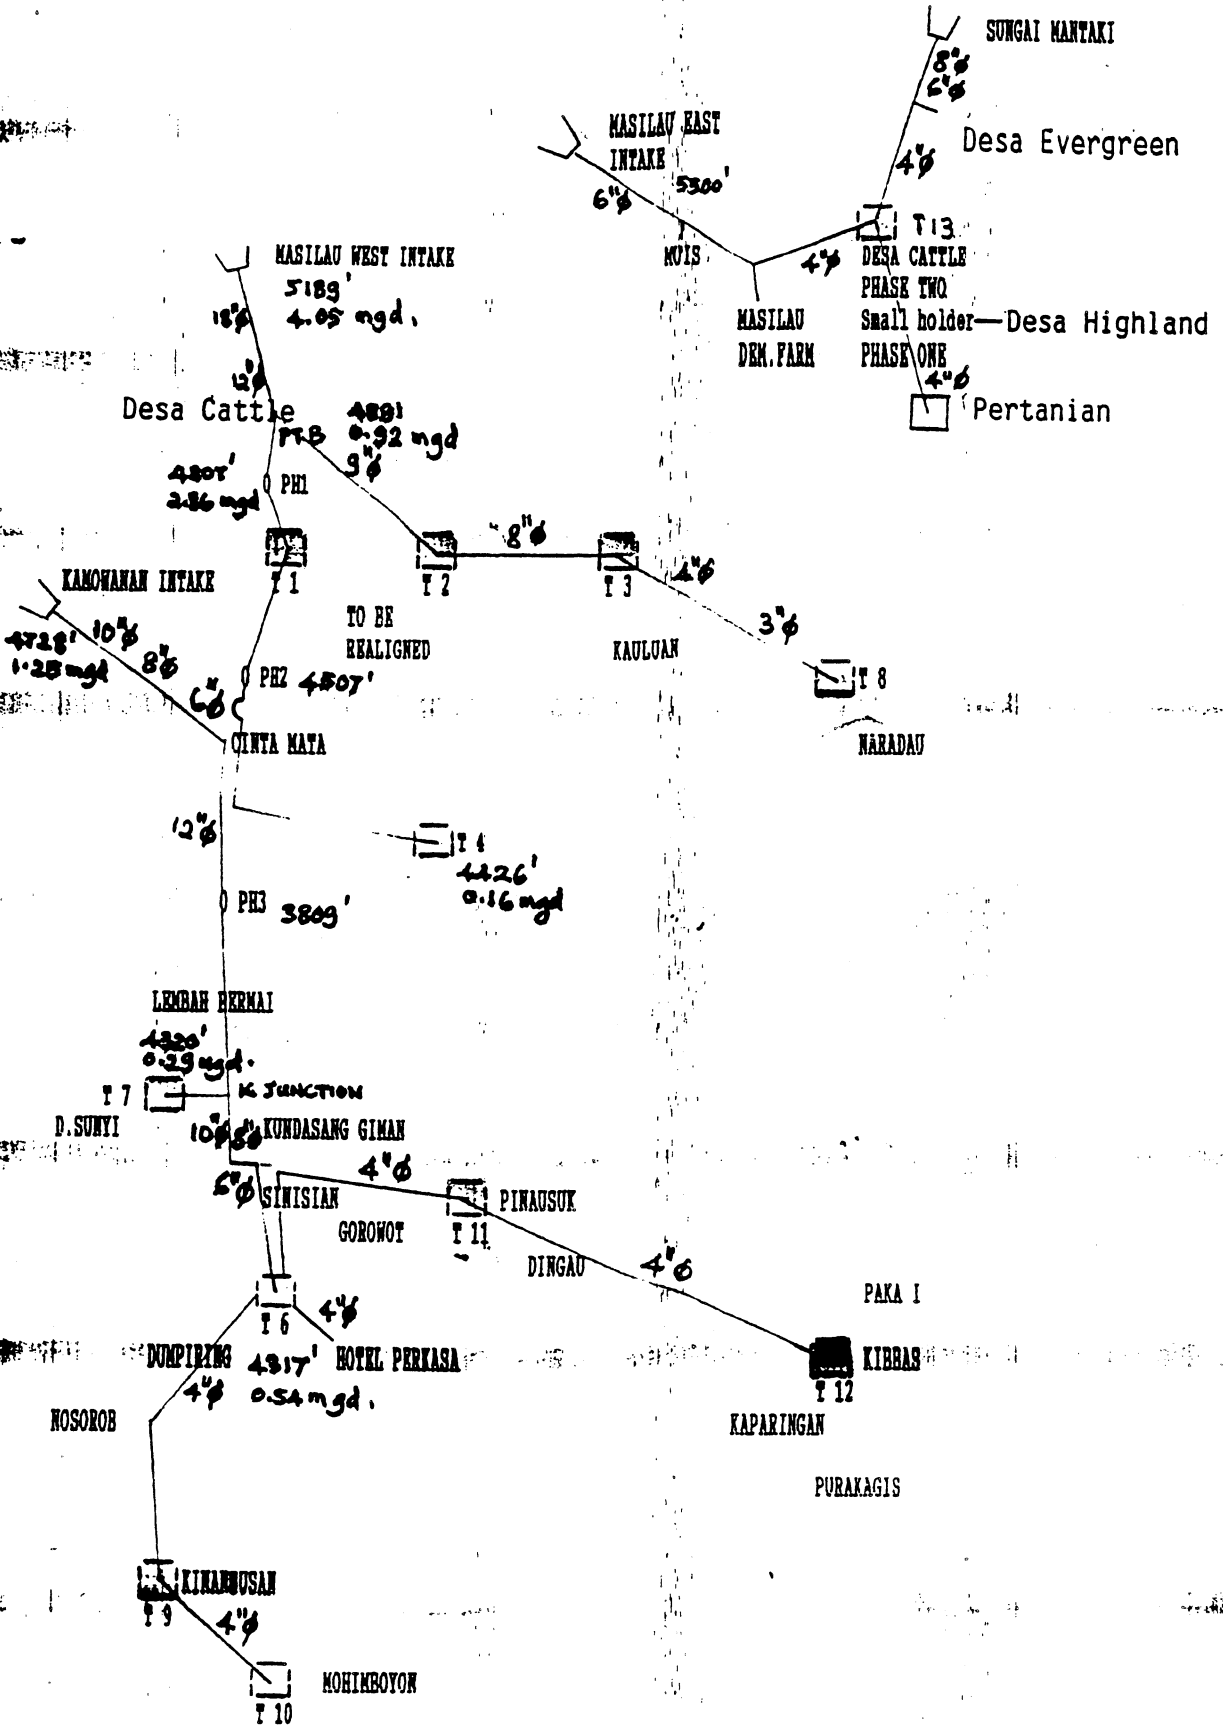 SUNGAI MANTAKI
8"ø
6"ø
Desa Evergreen
4"ø
MASILAU EAST
INTAKE
5500'
6"ø
T13
MUIS
4"ø
DESA CATTLE
PHASE TWO
Small holder
Desa Highland
PHASE ONE
MASILAU
DEM.FARM
4"ø
Pertanian
MASILAU WEST INTAKE
5189'
4.05 mgd.
18"ø
12"ø
Desa Cattle
PT.B
4891
0.92 mgd
9"ø
PH1
2.86 mgd
T 1
T 2
8"ø
T 3
4"ø
3"ø
T 8
NARADAU
TO BE
REALIGNED
KAULUAN
KAMOWANAN INTAKE
4728'
1.28 mgd
10"ø
8"ø
6"ø
PH2 4507'
CINTA MATA
12"ø
T 4
4426'
0.16 mgd
PH3 3809'
LEMBAH PERMAI
4320'
0.29 mgd.
T 7
D.SUNYI
K JUNCTION
10"ø 8"ø
KUNDASANG
6"ø
SINISIAN
4"ø
GOROWOT
T 11
PINAUSUK
DINGAU
4"ø
PAKA I
KIBBAS
T 12
KAPARINGAN
PURAKAGIS
T 6
4"ø
HOTEL PERKASA
4317'
0.54 mgd.
DUMPIRING
4"ø
NOSOROB
T 9
4"ø
MOHIMBOYON
T 10